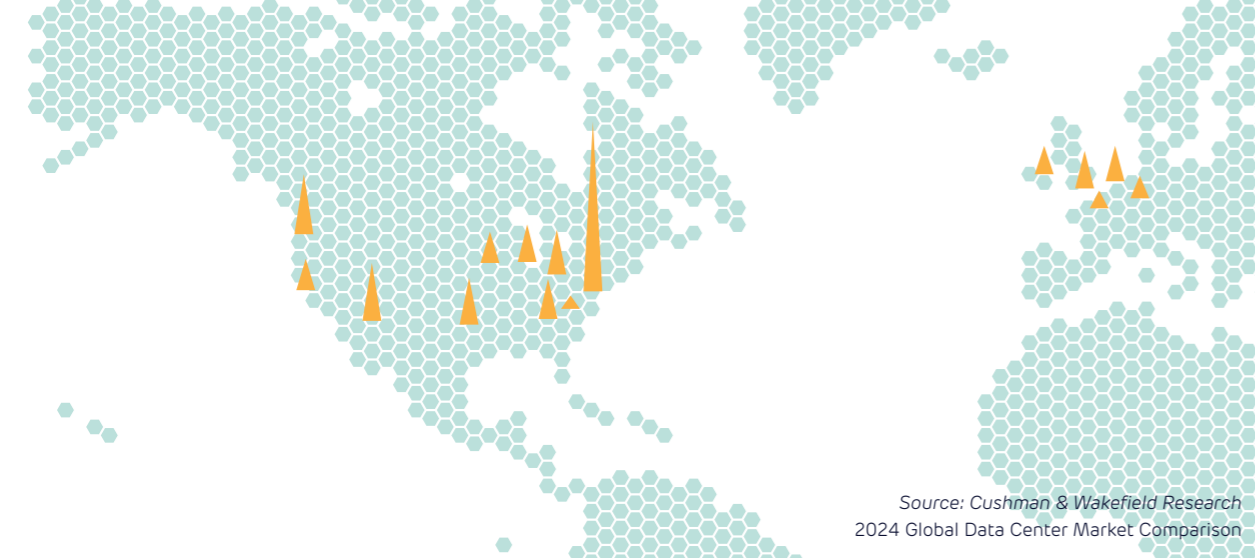 Source: Cushman & Wakefield Research
2024 Global Data Center Market Comparison